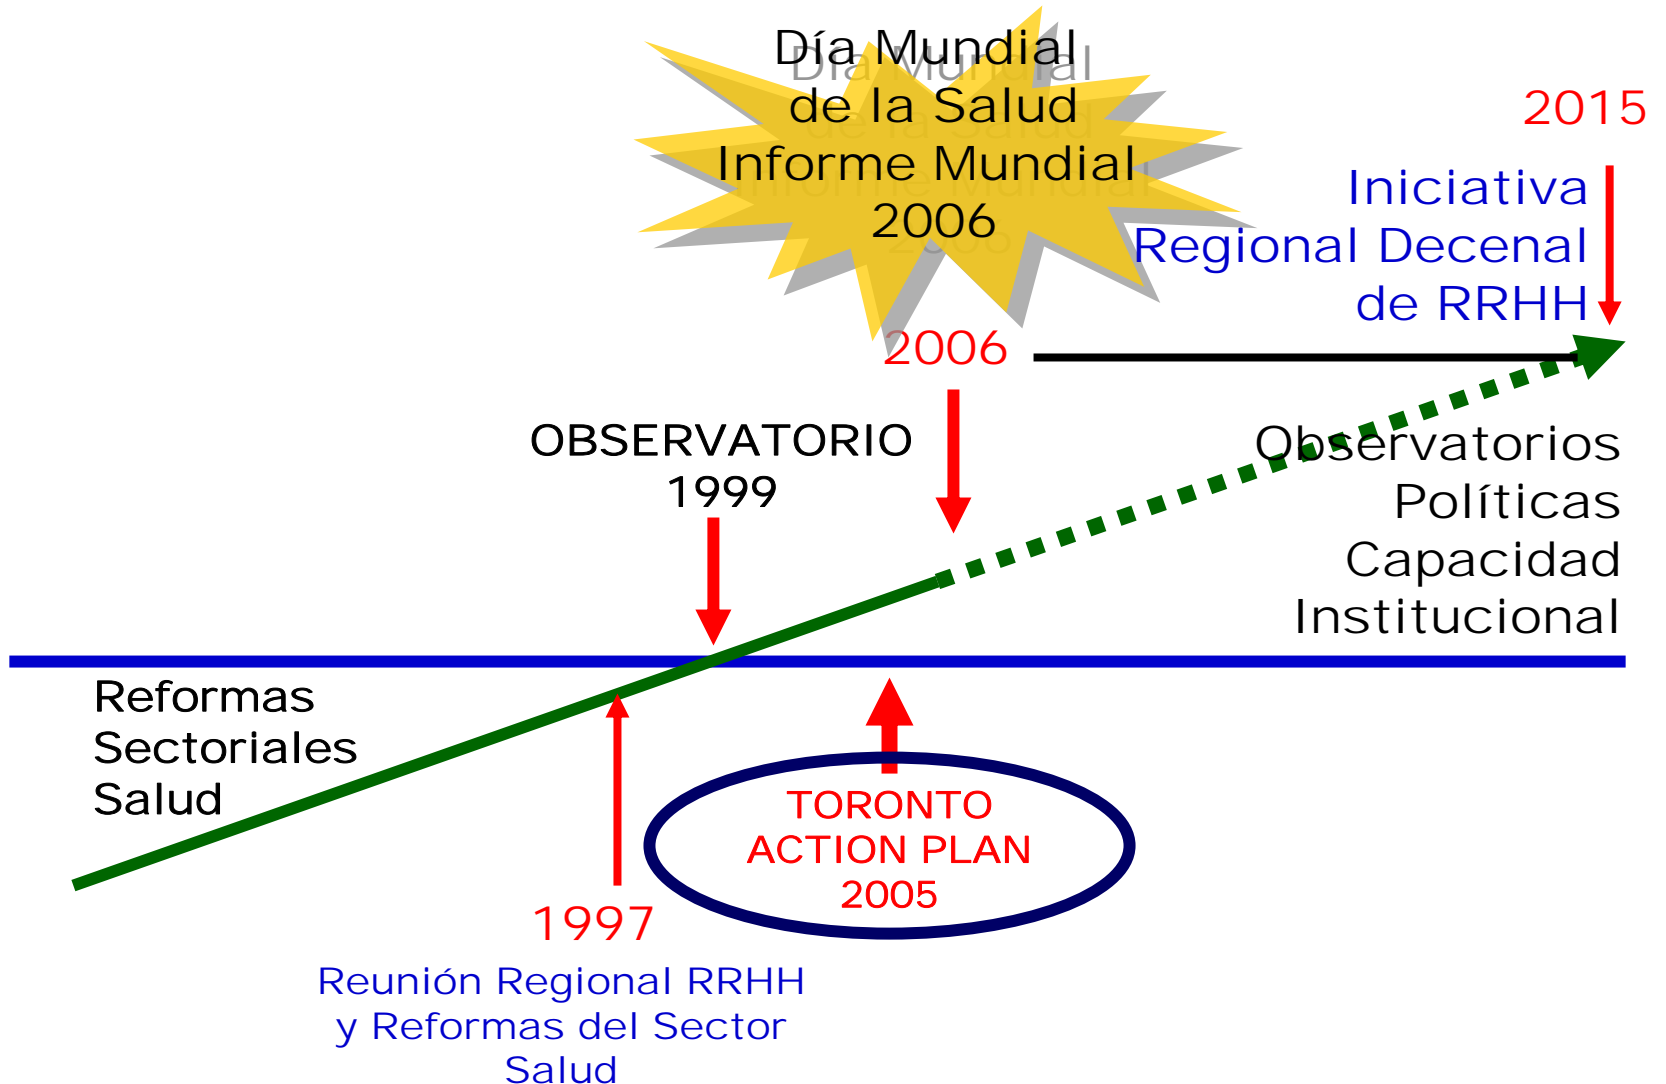 Día Mundial
de la Salud
Informe Mundial
2006
2015
Iniciativa
Regional Decenal
de RRHH
2006
OBSERVATORIO
1999
Observatorios
Políticas
Capacidad
Institucional
Reformas
Sectoriales
Salud
TORONTO
ACTION PLAN
2005
1997
Reunión Regional RRHH
y Reformas del Sector
Salud